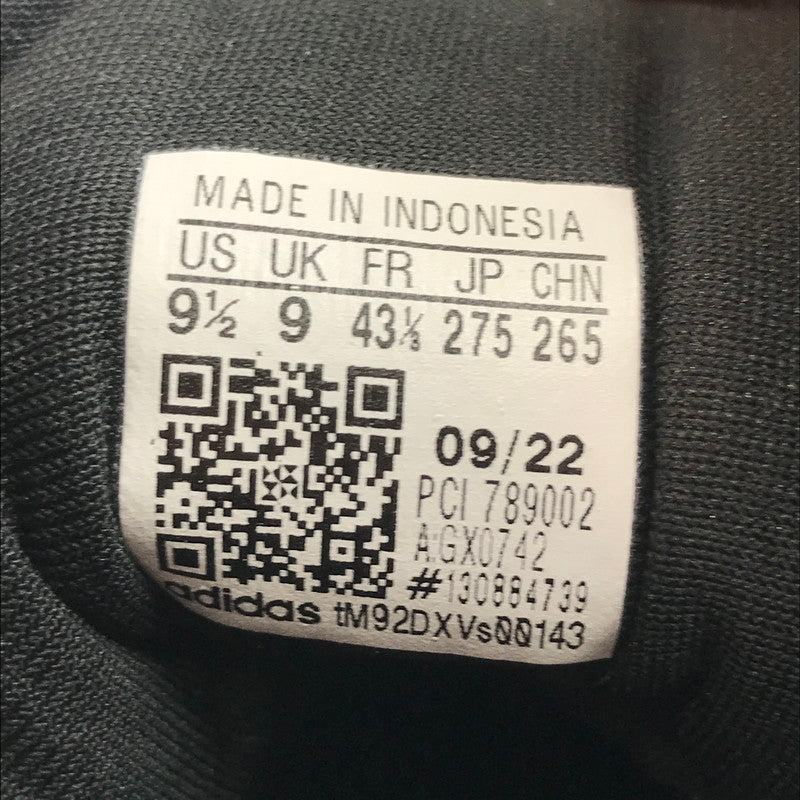 MADE IN INDONESIA
US UK FR JP CHN
9½ 9 43⅓ 275 265
09/22
PCI 789002
A:GX0742
#130884739
adidas tM92DXVs00143